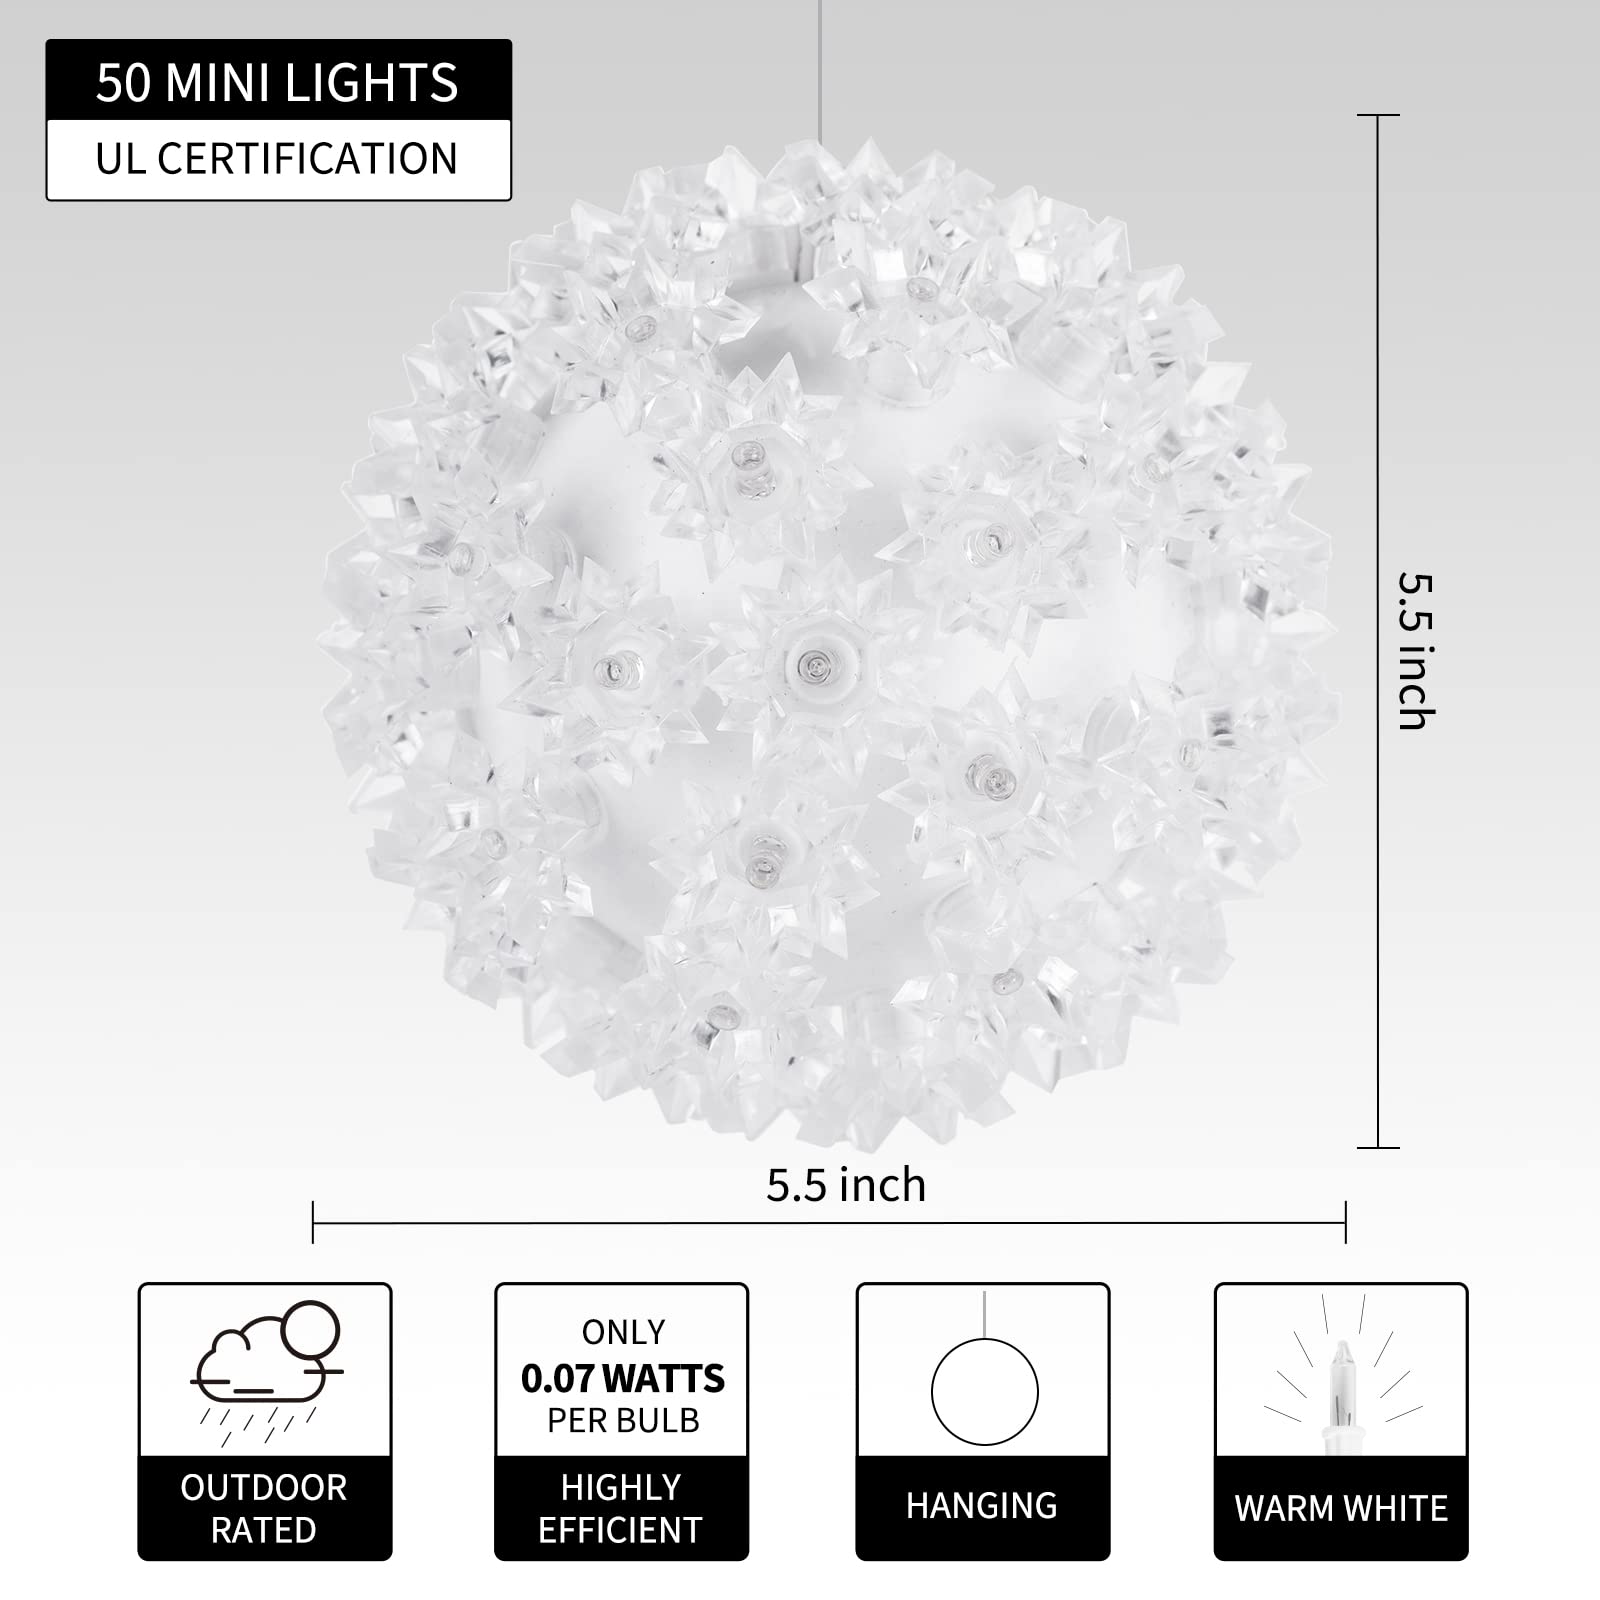 50 MINI LIGHTS
UL CERTIFICATION
5.5 inch
5.5 inch
ONLY
0.07 WATTS
PER BULB
OUTDOOR
RATED
HIGHLY
EFFICIENT
HANGING
WARM WHITE